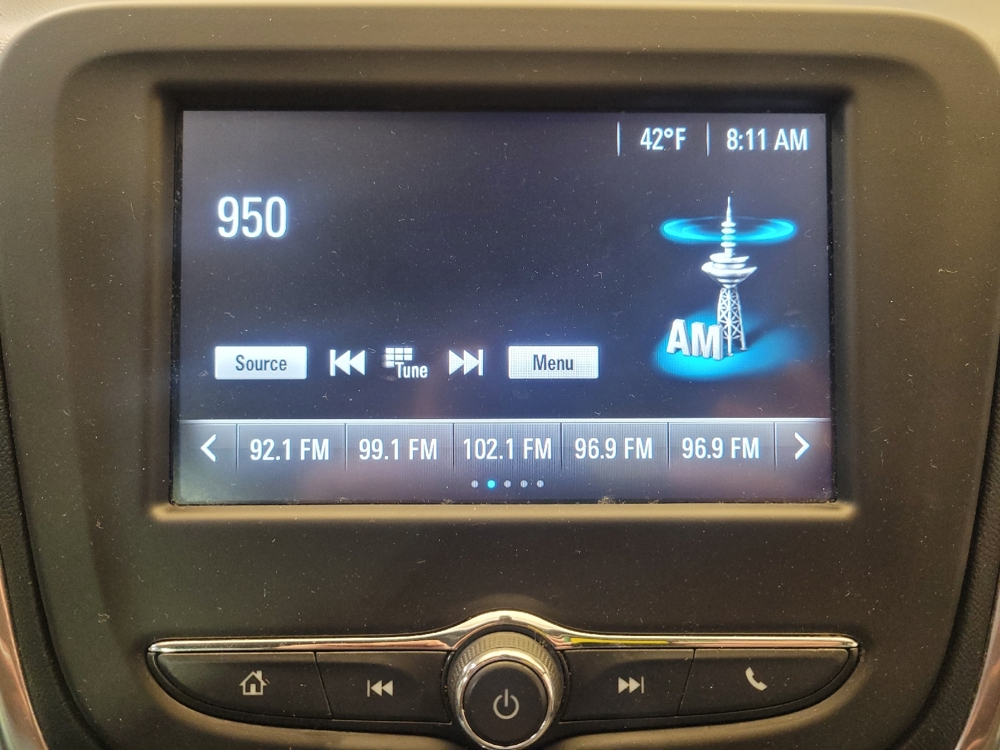 42°F 8:11 AM
950
AM
Source Tune Menu
92.1 FM 99.1 FM 102.1 FM 96.9 FM 96.9 FM